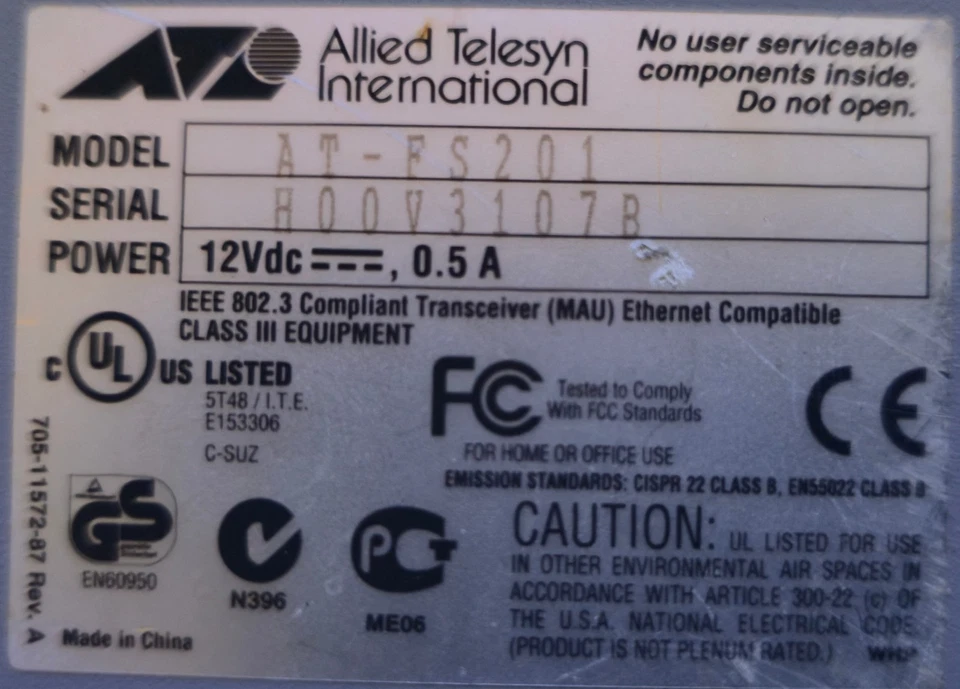 ATI Allied Telesyn
International
No user serviceable
components inside.
Do not open.
MODEL AT-FS201
SERIAL H00V3107B
POWER 12Vdc ⎓, 0.5 A
IEEE 802.3 Compliant Transceiver (MAU) Ethernet Compatible
CLASS III EQUIPMENT
C UL US LISTED
5T48 / I.T.E.
E153306
C-SUZ
FC Tested to Comply
With FCC Standards
FOR HOME OR OFFICE USE
CE
EMISSION STANDARDS: CISPR 22 CLASS B, EN55022 CLASS B
705-11572-87 Rev. A
GS
EN60950
N396
PCT
ME06
CAUTION: UL LISTED FOR USE
IN OTHER ENVIRONMENTAL AIR SPACES IN
ACCORDANCE WITH ARTICLE 300-22 (c) OF
THE U.S.A. NATIONAL ELECTRICAL CODE.
(PRODUCT IS NOT PLENUM RATED.)
Made in China